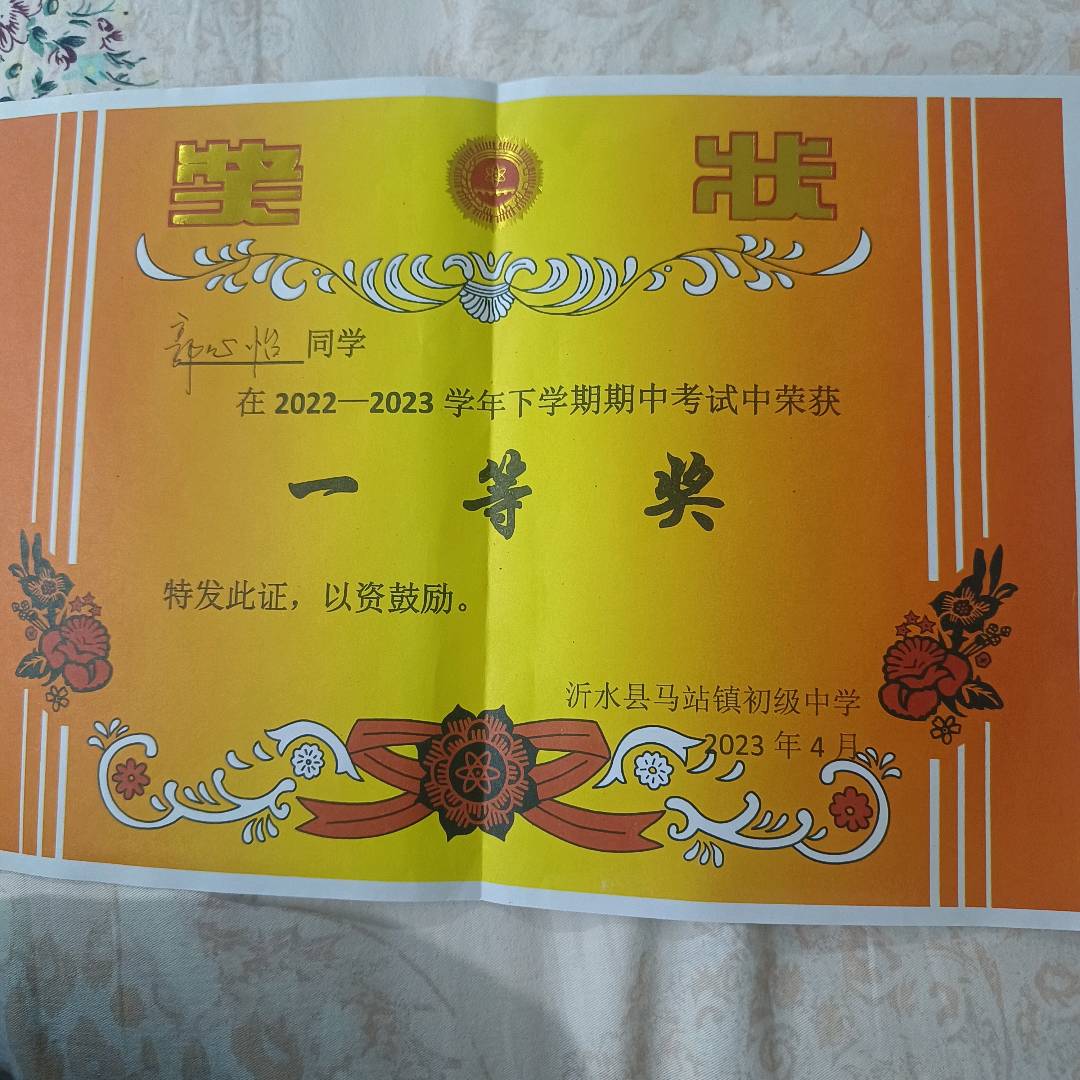 奖状
郭心怡 同学
在 2022—2023 学年下学期期中考试中荣获
一等奖
特发此证，以资鼓励。
沂水县马站镇初级中学
2023 年 4 月